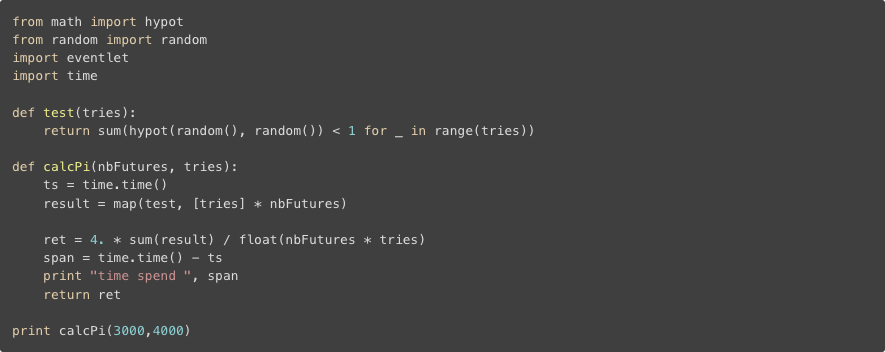 from math import hypot
from random import random
import eventlet
import time

def test(tries):
    return sum(hypot(random(), random()) < 1 for _ in range(tries))

def calcPi(nbFutures, tries):
    ts = time.time()
    result = map(test, [tries] * nbFutures)

    ret = 4. * sum(result) / float(nbFutures * tries)
    span = time.time() - ts
    print "time spend ", span
    return ret

print calcPi(3000,4000)